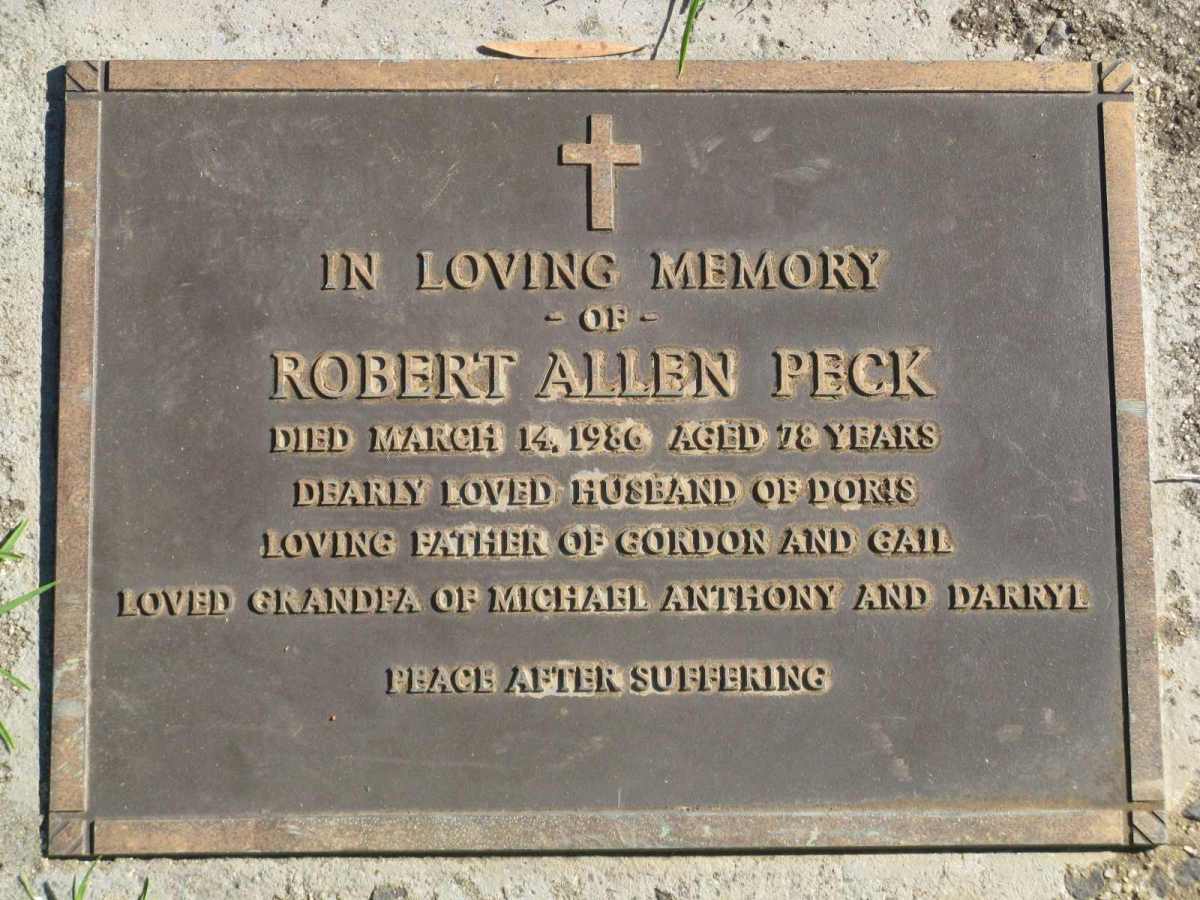 IN LOVING MEMORY
- OF -
ROBERT ALLEN PECK
DIED MARCH 14, 1986 AGED 78 YEARS
DEARLY LOVED HUSBAND OF DORIS
LOVING FATHER OF GORDON AND GAIL
LOVED GRANDPA OF MICHAEL ANTHONY AND DARRYL
PEACE AFTER SUFFERING